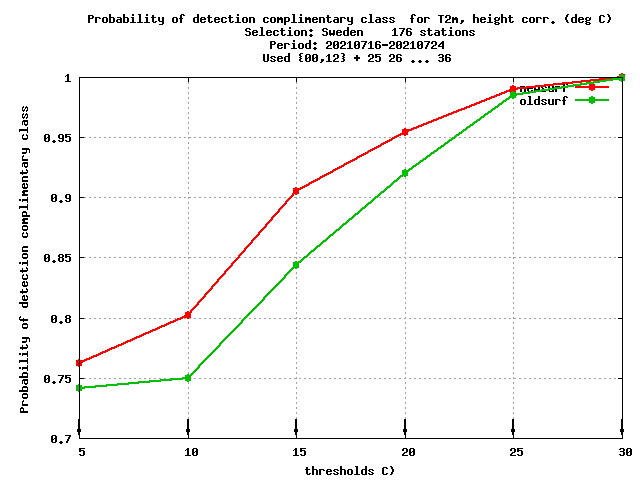 Probability of detection complimentary class  for T2m, height corr. (deg C)
Selection: Sweden    176 stations
Period: 20210716-20210724
Used {00,12} + 25 26 ... 36
Probability of detection complimentary class
1
0.95
0.9
0.85
0.8
0.75
0.7
newsurf
oldsurf
5 10 15 20 25 30
thresholds C)